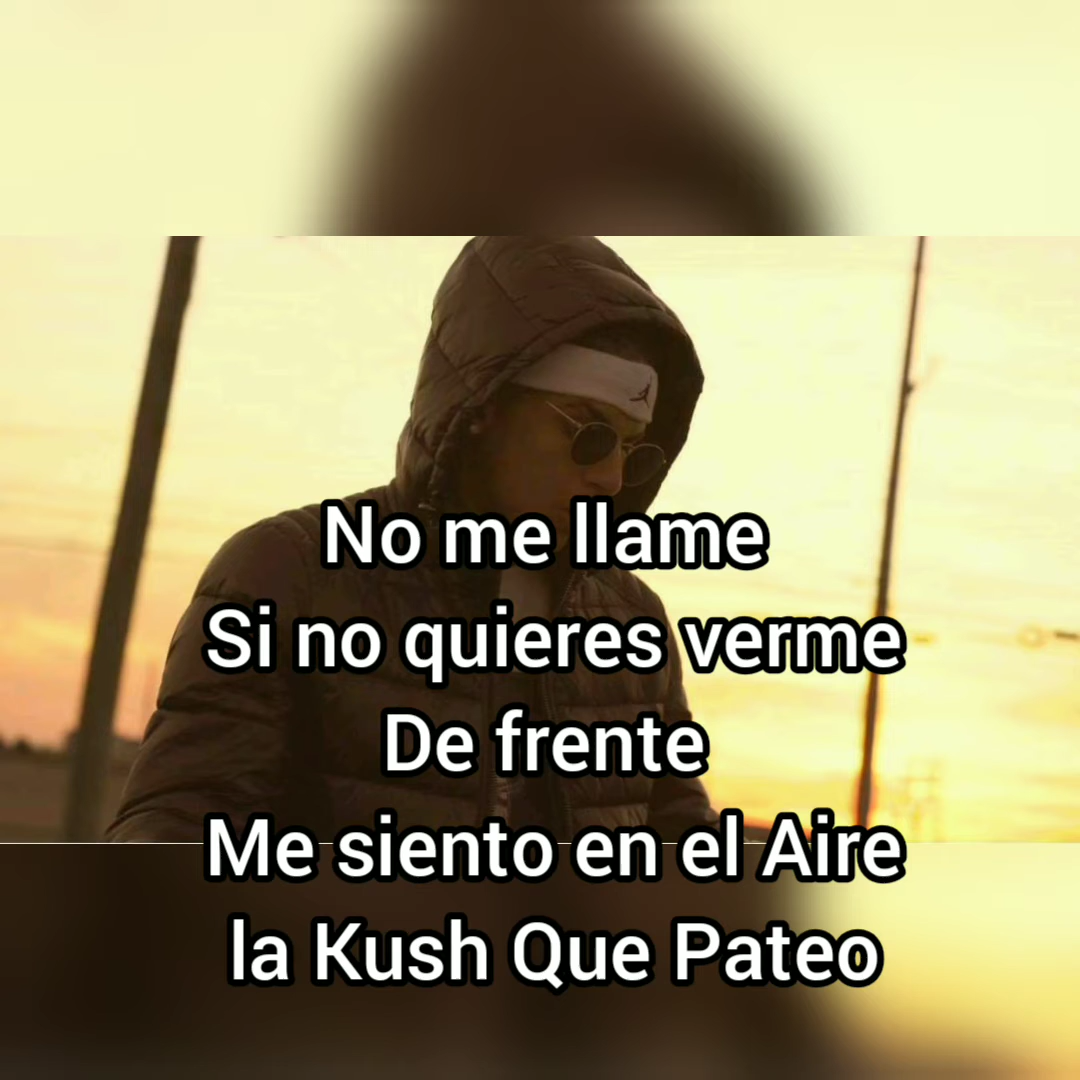 No me llame
Si no quieres verme
De frente
Me siento en el Aire
la Kush Que Pateo